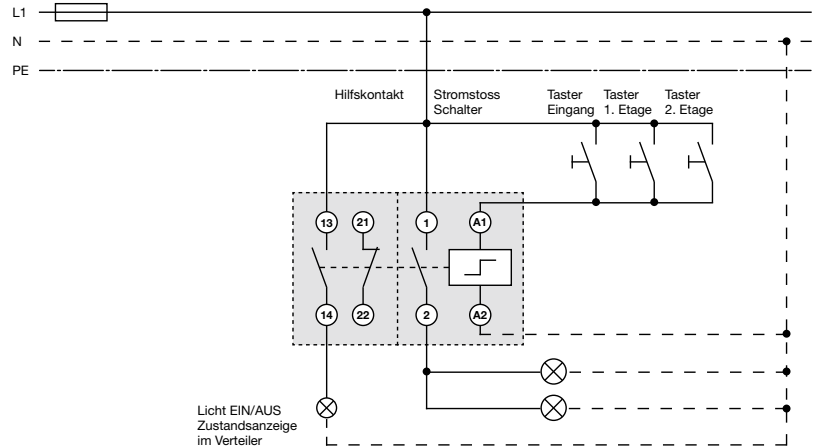 L1
N
PE
Hilfskontakt
Stromstoss
Schalter
Taster
Eingang
Taster
1. Etage
Taster
2. Etage
13
21
1
A1
14
22
2
A2
Licht EIN/AUS
Zustandsanzeige
im Verteiler